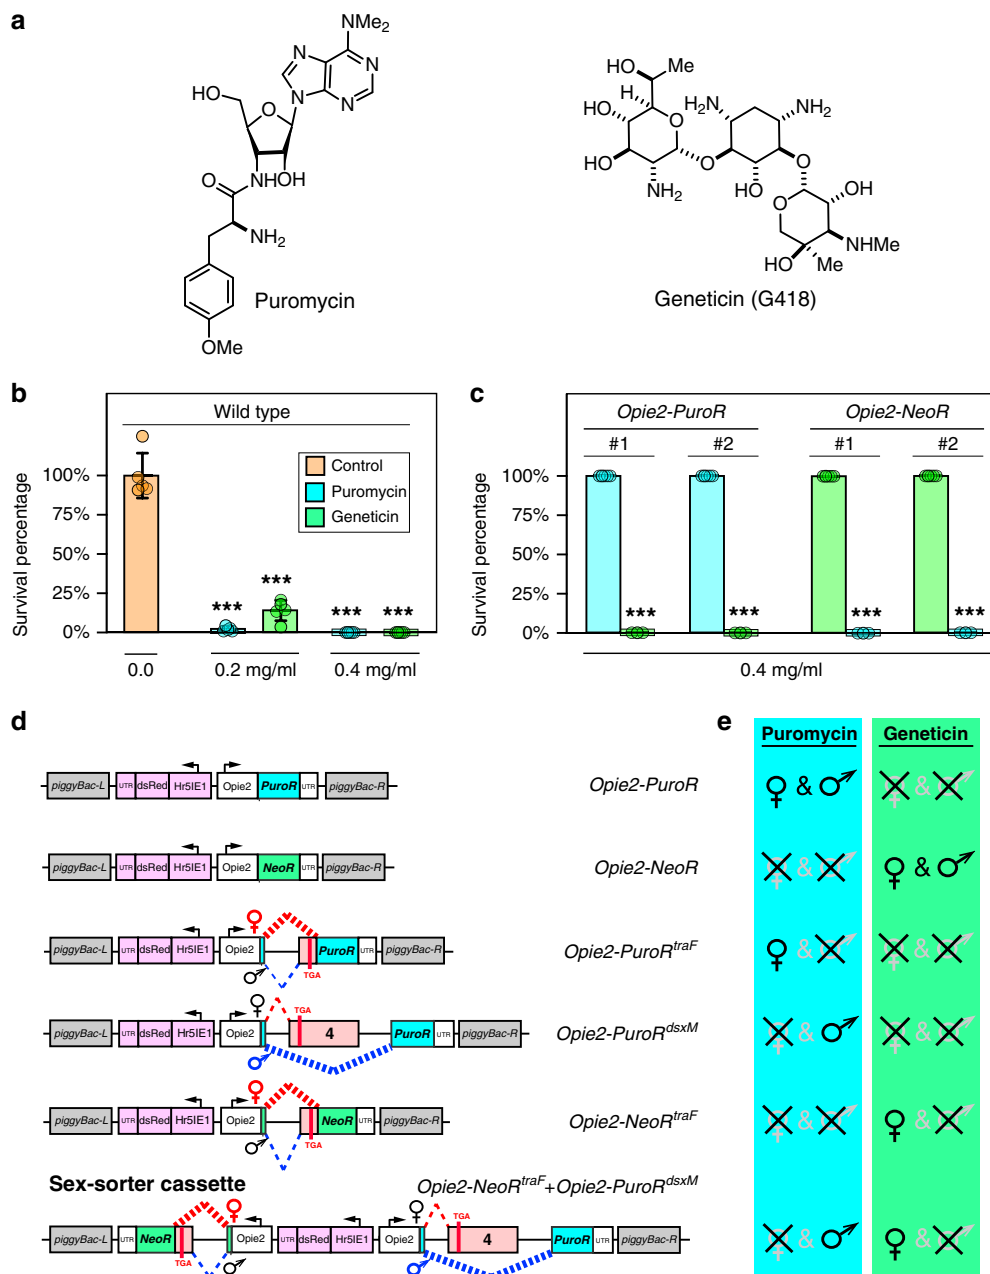 a
NMe2
N
N
N
N
HO
O
O
NH
OH
NH2
OMe
Puromycin
HO
Me
H
HO
HO
O
NH2
H2N
NH2
O
HO
O
O
OH
NHMe
HO
Me
Geneticin (G418)
b
Wild type
Survival percentage
100%
75%
50%
25%
0%
Control
Puromycin
Geneticin
***
***
***
***
0.0
0.2 mg/ml
0.4 mg/ml
c
Opie2-PuroR
Opie2-NeoR
#1
#2
#1
#2
Survival percentage
100%
75%
50%
25%
0%
***
***
***
***
0.4 mg/ml
d
piggyBac-L UTR dsRed Hr5IE1 Opie2 PuroR UTR piggyBac-R
Opie2-PuroR
piggyBac-L UTR dsRed Hr5IE1 Opie2 NeoR UTR piggyBac-R
Opie2-NeoR
♀
piggyBac-L UTR dsRed Hr5IE1 Opie2 PuroR UTR piggyBac-R
♂ TGA
Opie2-PuroRtraF
♀ TGA
piggyBac-L UTR dsRed Hr5IE1 Opie2 4 PuroR UTR piggyBac-R
♂
Opie2-PuroRdsxM
♀
piggyBac-L UTR dsRed Hr5IE1 Opie2 NeoR UTR piggyBac-R
♂ TGA
Opie2-NeoRtraF
Sex-sorter cassette
Opie2-NeoRtraF+Opie2-PuroRdsxM
♀ ♀ TGA
piggyBac-L UTR NeoR Opie2 UTR dsRed Hr5IE1 Opie2 4 PuroR UTR piggyBac-R
TGA ♂ ♂
e
Puromycin Geneticin
♀ & ♂ ♀ & ♂
♀ & ♂ ♀ & ♂
♀ & ♂ ♀ & ♂
♀ & ♂ ♀ & ♂
♀ & ♂ ♀ & ♂
♀ & ♂ ♀ & ♂